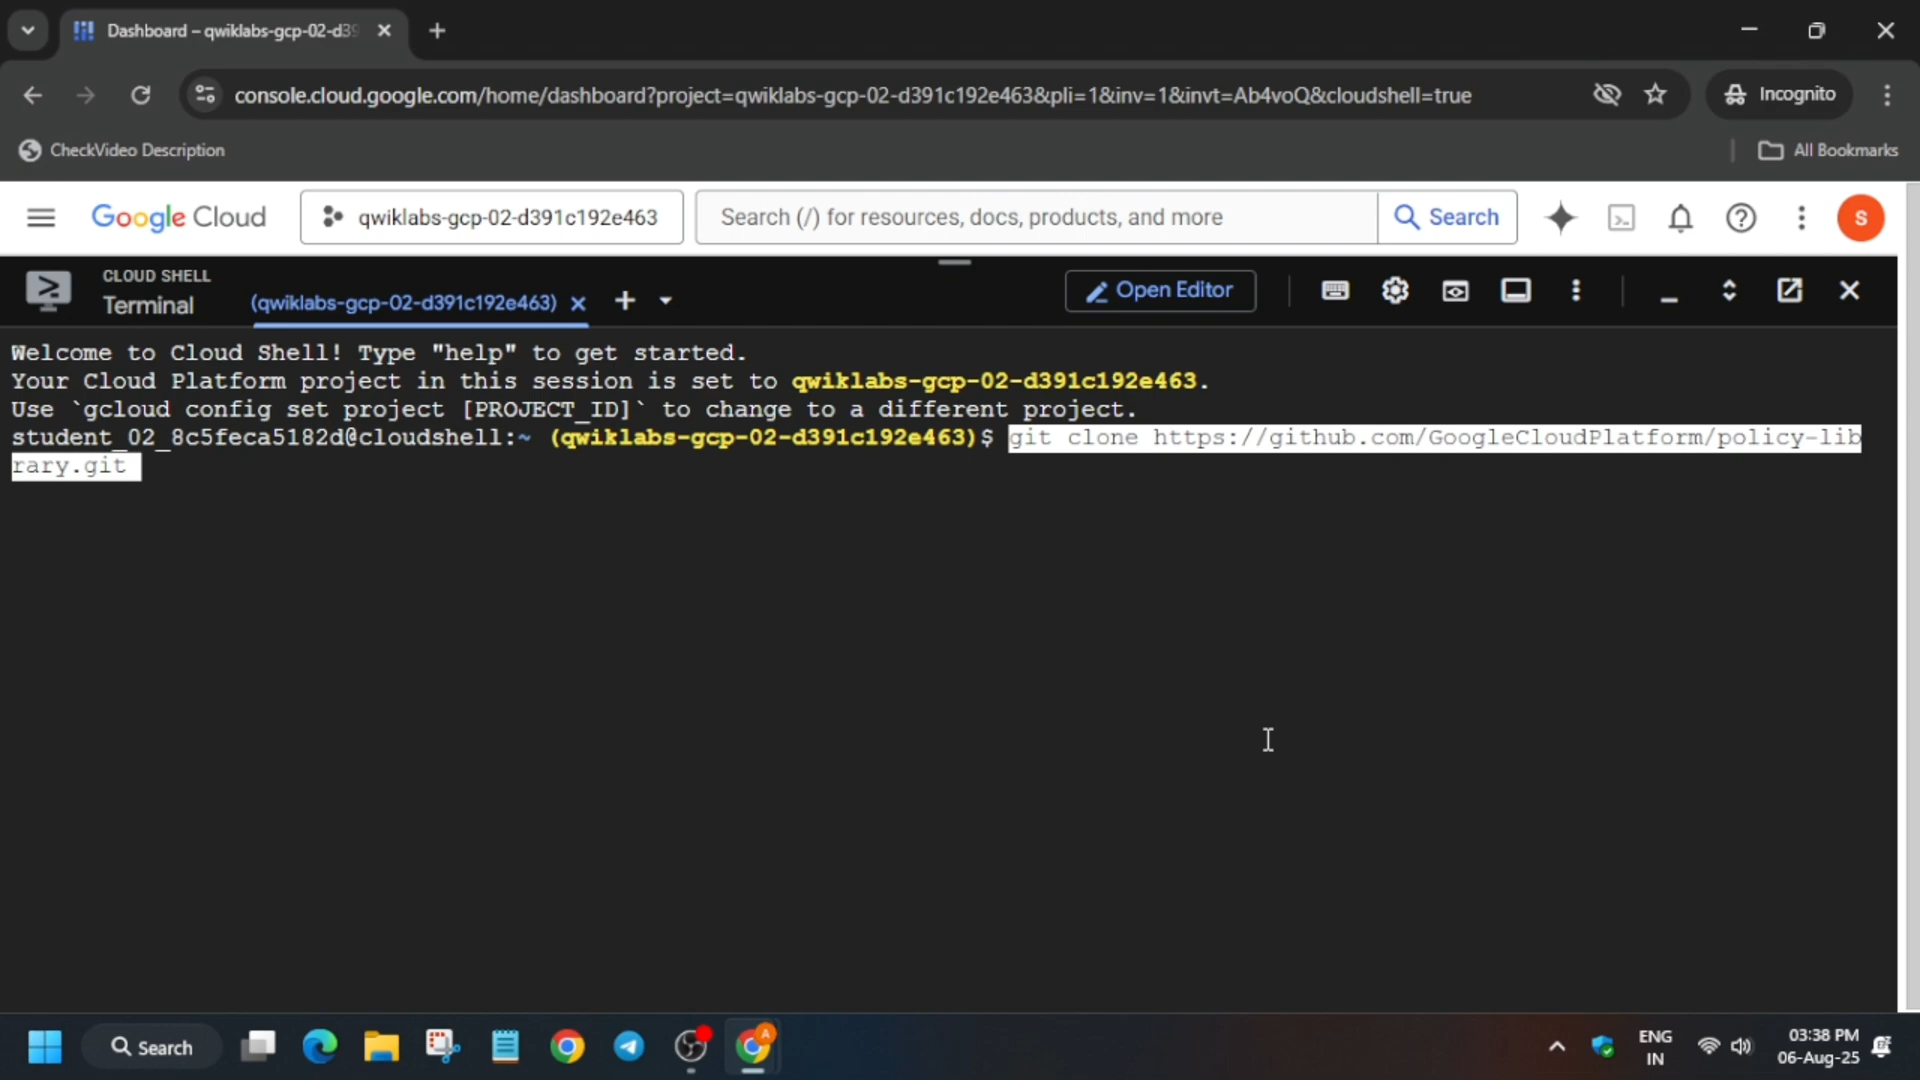 Dashboard – qwiklabs-gcp-02-d39
console.cloud.google.com/home/dashboard?project=qwiklabs-gcp-02-d391c192e463&pli=1&inv=1&invt=Ab4voQ&cloudshell=true
Incognito
CheckVideo Description
All Bookmarks
Google Cloud
qwiklabs-gcp-02-d391c192e463
Search (/) for resources, docs, products, and more
Search
S
CLOUD SHELL
Terminal
(qwiklabs-gcp-02-d391c192e463)
Open Editor
Welcome to Cloud Shell! Type "help" to get started.
Your Cloud Platform project in this session is set to qwiklabs-gcp-02-d391c192e463.
Use `gcloud config set project [PROJECT_ID]` to change to a different project.
student_02_8c5feca5182d@cloudshell:~ (qwiklabs-gcp-02-d391c192e463)$ git clone https://github.com/GoogleCloudPlatform/policy-lib
rary.git
Search
A
ENG
IN
03:38 PM
06-Aug-25